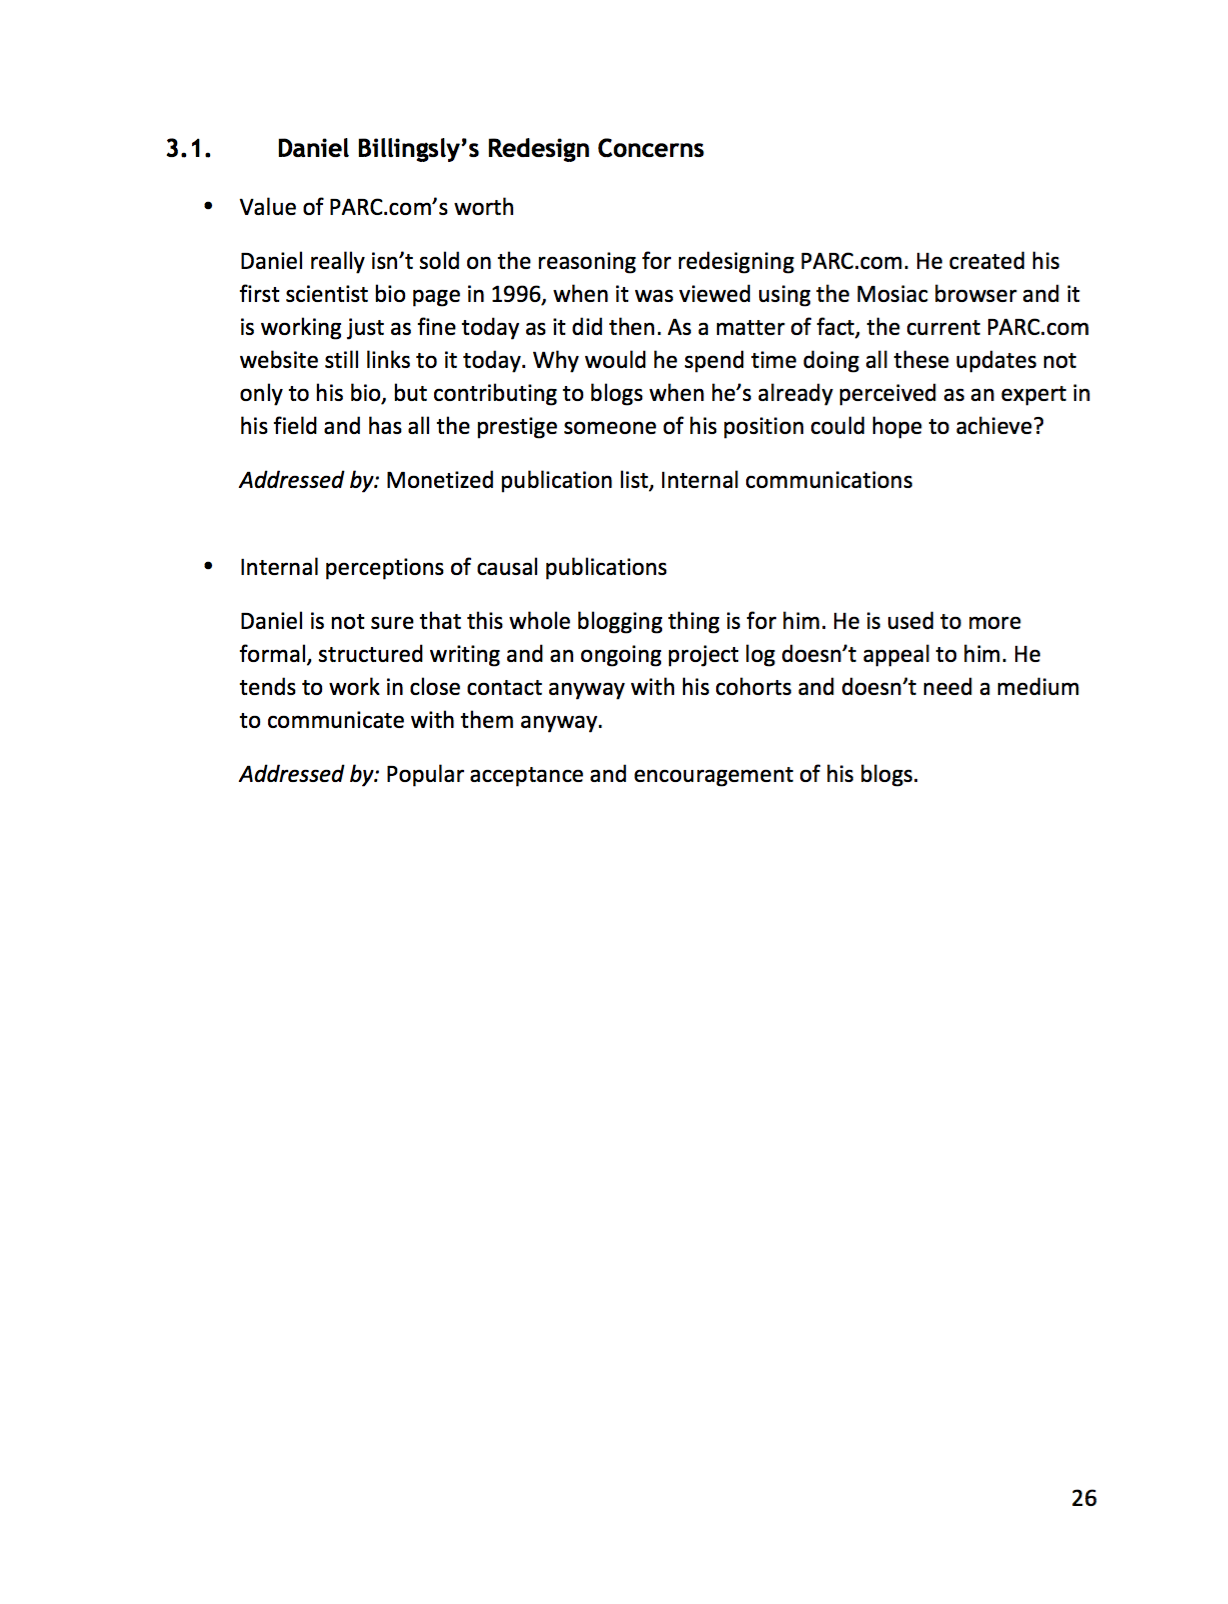 3.1. Daniel Billingsly’s Redesign Concerns
• Value of PARC.com’s worth
Daniel really isn’t sold on the reasoning for redesigning PARC.com. He created his
first scientist bio page in 1996, when it was viewed using the Mosiac browser and it
is working just as fine today as it did then. As a matter of fact, the current PARC.com
website still links to it today. Why would he spend time doing all these updates not
only to his bio, but contributing to blogs when he’s already perceived as an expert in
his field and has all the prestige someone of his position could hope to achieve?
Addressed by: Monetized publication list, Internal communications
• Internal perceptions of causal publications
Daniel is not sure that this whole blogging thing is for him. He is used to more
formal, structured writing and an ongoing project log doesn’t appeal to him. He
tends to work in close contact anyway with his cohorts and doesn’t need a medium
to communicate with them anyway.
Addressed by: Popular acceptance and encouragement of his blogs.
26